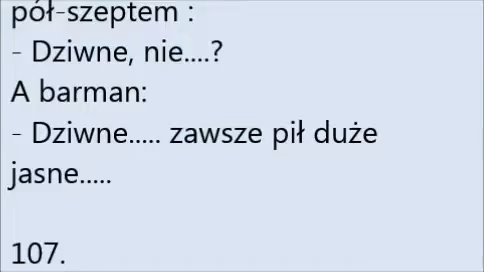 pół-szeptem :
- Dziwne, nie....?
A barman:
- Dziwne..... zawsze pił duże
jasne.....
107.